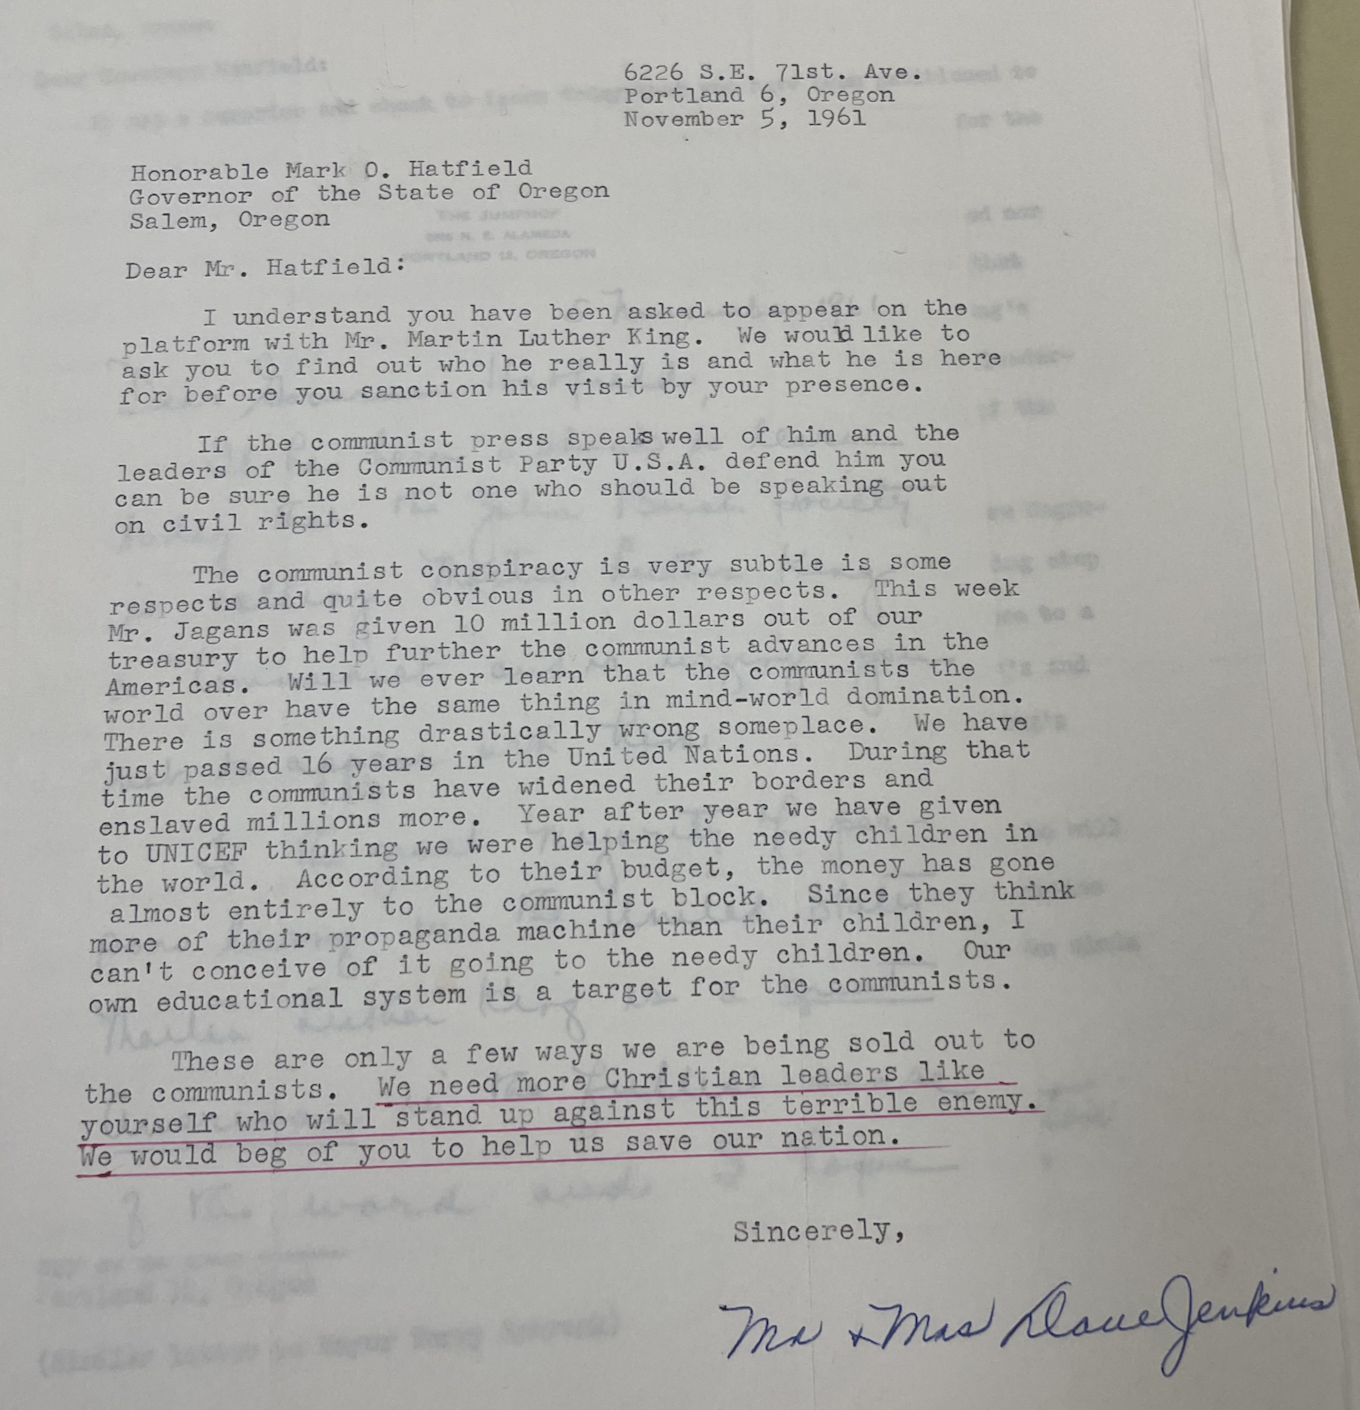 6226 S.E. 71st. Ave.
Portland 6, Oregon
November 5, 1961
Honorable Mark O. Hatfield
Governor of the State of Oregon
Salem, Oregon
Dear Mr. Hatfield:
I understand you have been asked to appear on the
platform with Mr. Martin Luther King. We would like to
ask you to find out who he really is and what he is here
for before you sanction his visit by your presence.
If the communist press speaks well of him and the
leaders of the Communist Party U.S.A. defend him you
can be sure he is not one who should be speaking out
on civil rights.
The communist conspiracy is very subtle is some
respects and quite obvious in other respects. This week
Mr. Jagans was given 10 million dollars out of our
treasury to help further the communist advances in the
Americas. Will we ever learn that the communists the
world over have the same thing in mind-world domination.
There is something drastically wrong someplace. We have
just passed 16 years in the United Nations. During that
time the communists have widened their borders and
enslaved millions more. Year after year we have given
to UNICEF thinking we were helping the needy children in
the world. According to their budget, the money has gone
almost entirely to the communist block. Since they think
more of their propaganda machine than their children, I
can't conceive of it going to the needy children. Our
own educational system is a target for the communists.
These are only a few ways we are being sold out to
the communists. We need more Christian leaders like
yourself who will stand up against this terrible enemy.
We would beg of you to help us save our nation.
Sincerely,
Mr & Mrs Dave Jenkins